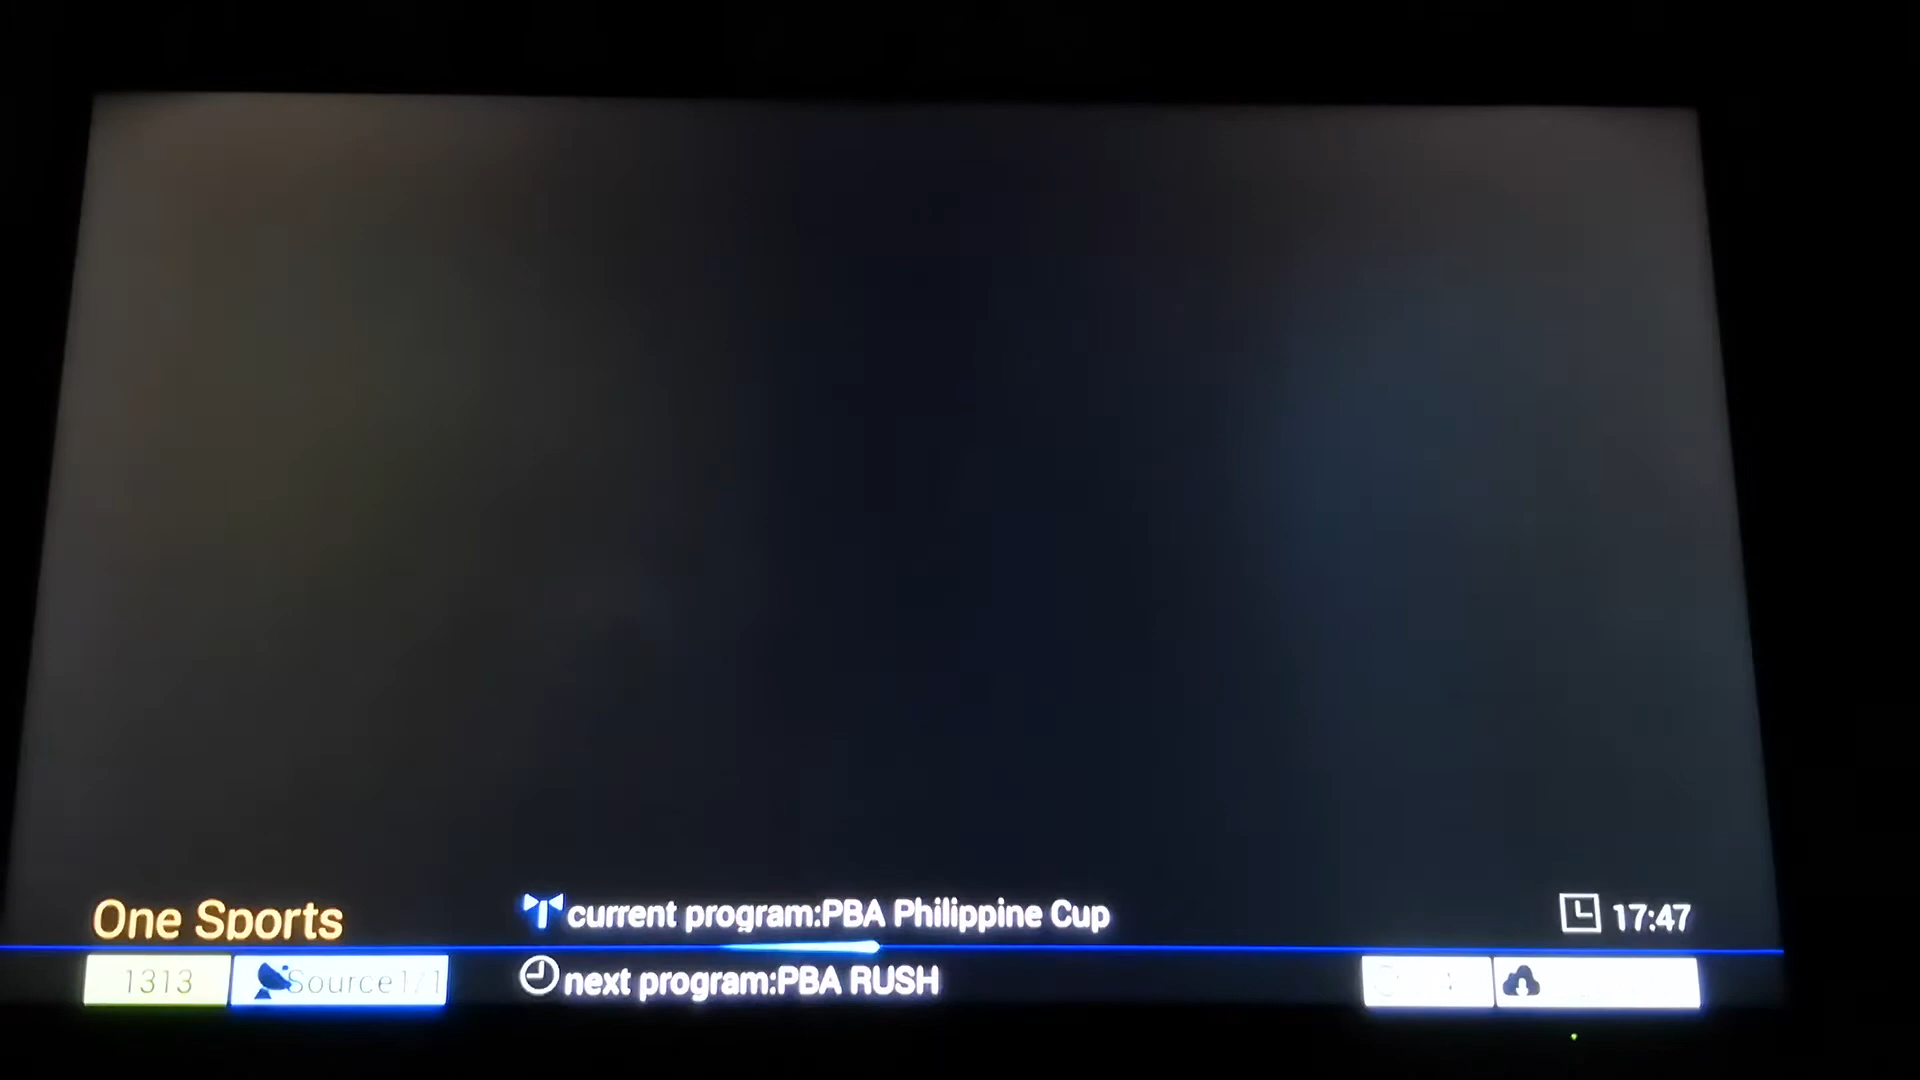 One Sports
current program:PBA Philippine Cup
17:47
1313
Source1/1
next program:PBA RUSH